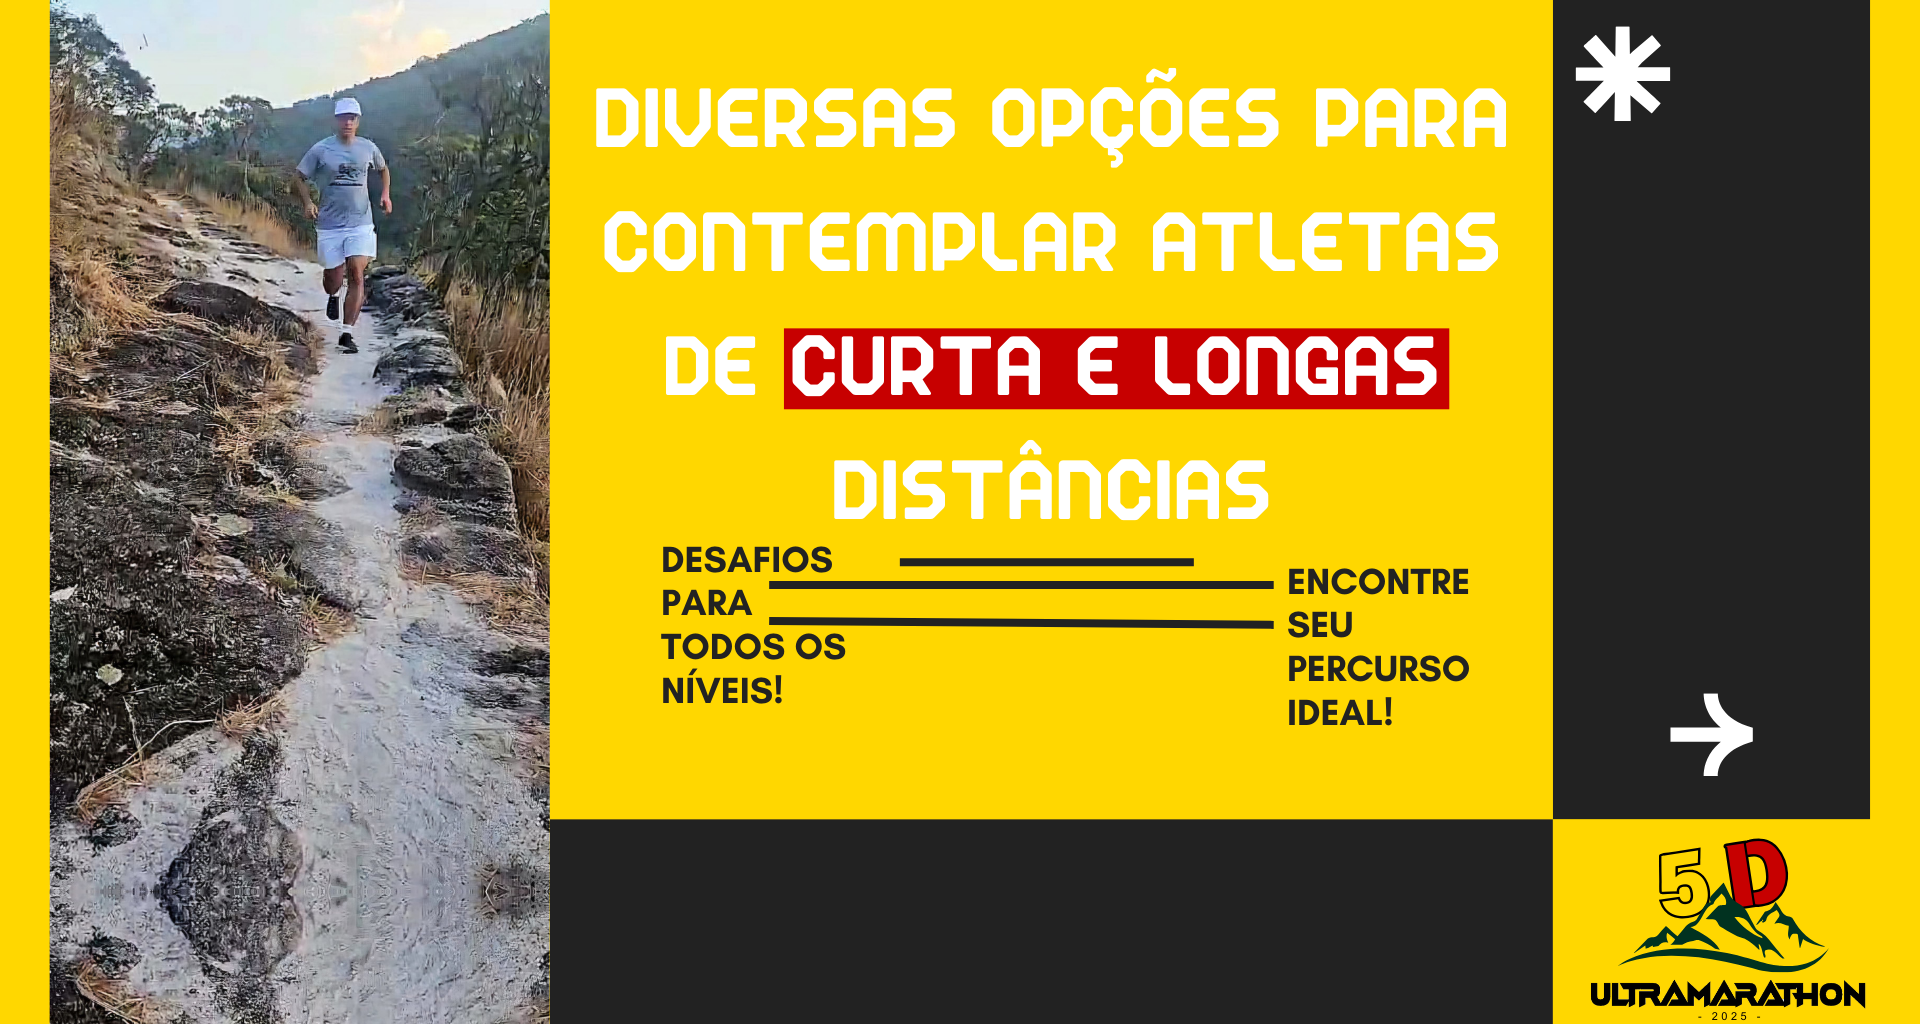 DIVERSAS OPÇÕES PARA
CONTEMPLAR ATLETAS
DE CURTA E LONGAS
DISTÂNCIAS
DESAFIOS
PARA
TODOS OS
NÍVEIS!
ENCONTRE
SEU
PERCURSO
IDEAL!
5D
ULTRAMARATHON
- 2025 -